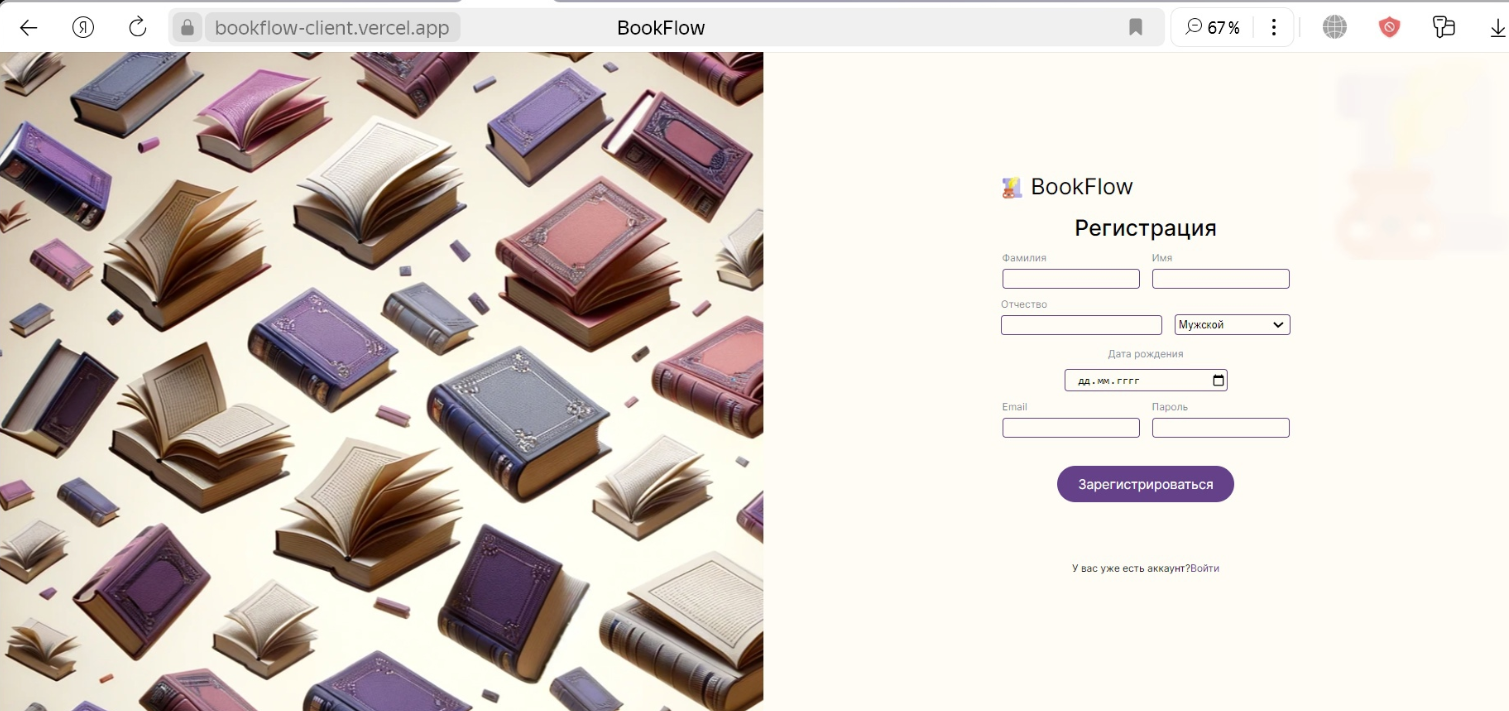 Я bookflow-client.vercel.app BookFlow 67 %
BookFlow
Регистрация
Фамилия Имя
Отчество
Мужской
Дата рождения
дд.мм.гггг
Email Пароль
Зарегистрироваться
У вас уже есть аккаунт?Войти